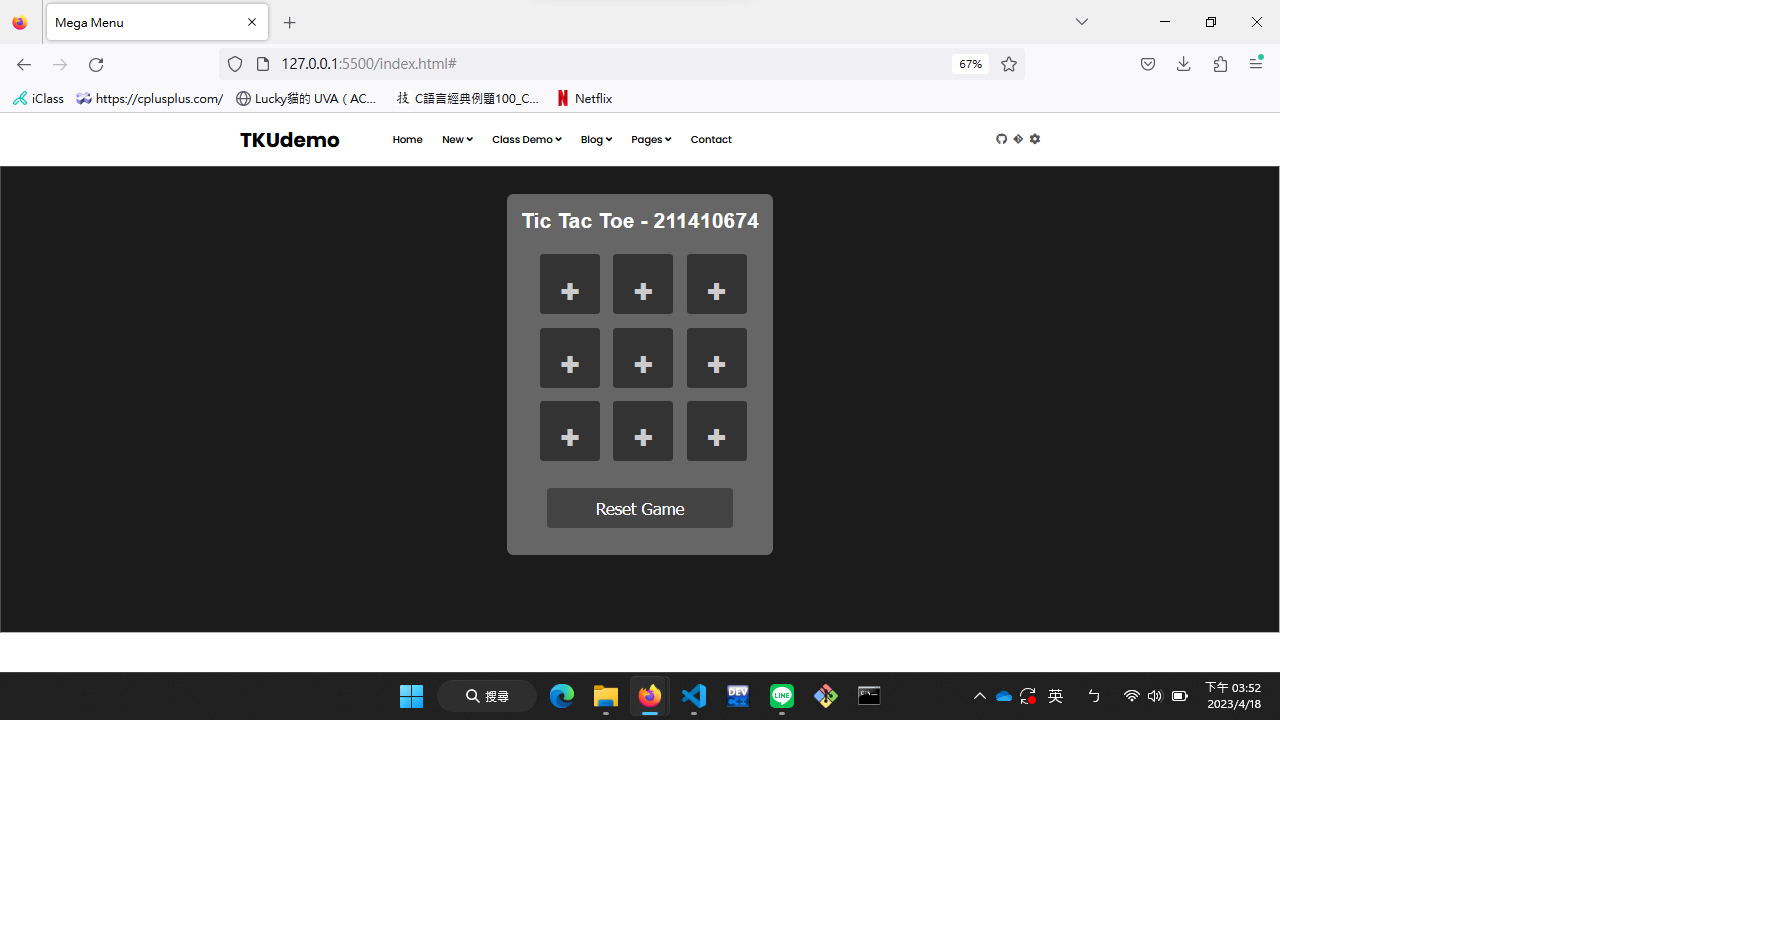 Mega Menu
127.0.0.1:5500/index.html#
67%
iClass
https://cplusplus.com/
Lucky貓的 UVA ( AC...
技 C語言經典例題100_C...
Netflix
TKUdemo
Home
New
Class Demo
Blog
Pages
Contact
Tic Tac Toe - 211410674
Reset Game
搜尋
DEV
LINE
英
ㄅ
下午 03:52
2023/4/18